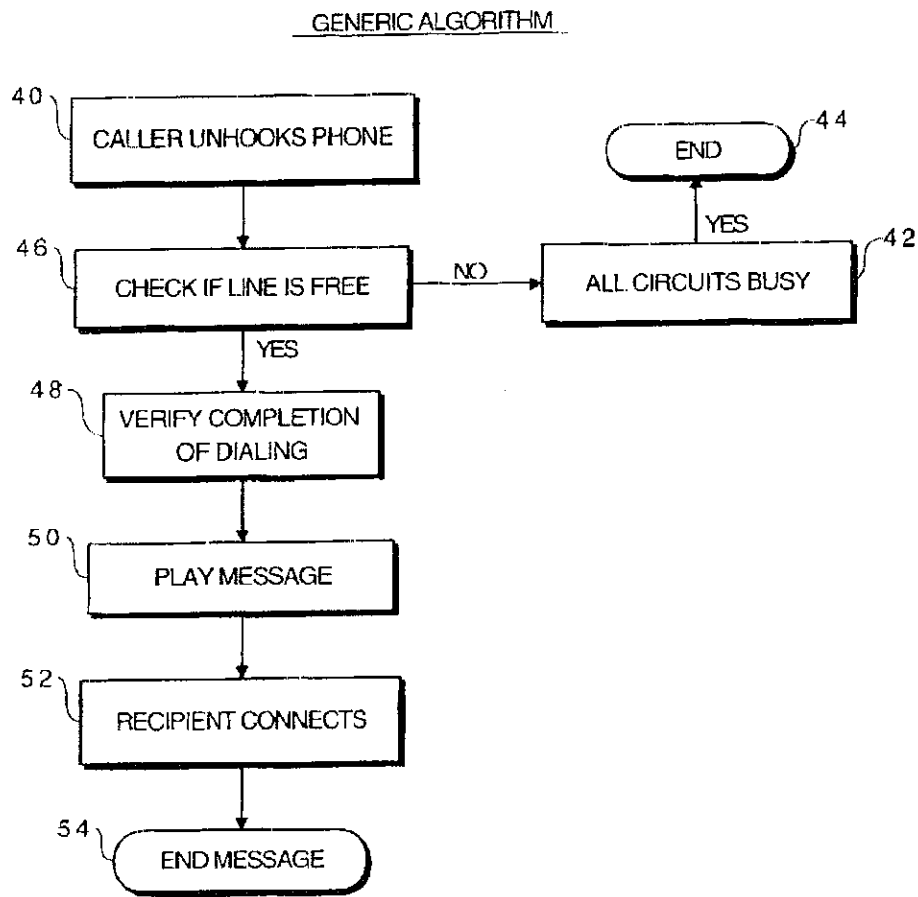 GENERIC ALGORITHM
40
CALLER UNHOOKS PHONE
END
44
YES
46
CHECK IF LINE IS FREE
NO
ALL CIRCUITS BUSY
42
YES
48
VERIFY COMPLETION
OF DIALING
50
PLAY MESSAGE
52
RECIPIENT CONNECTS
54
END MESSAGE